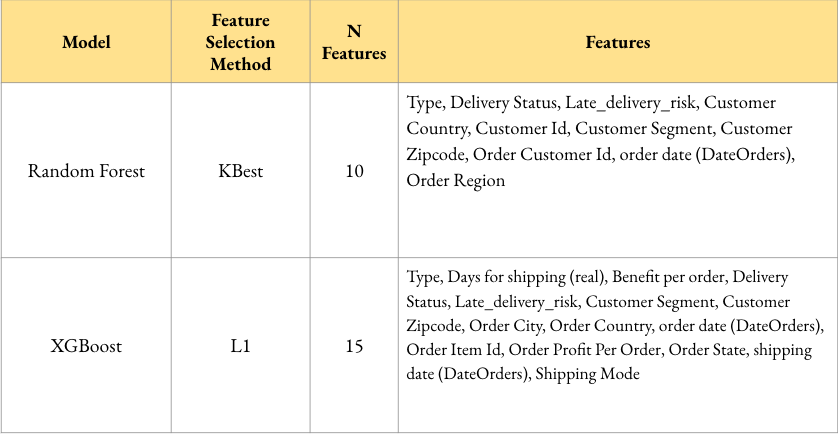 Model
Feature
Selection
Method
N
Features
Features
Random Forest
KBest
10
Type, Delivery Status, Late_delivery_risk, Customer
Country, Customer Id, Customer Segment, Customer
Zipcode, Order Customer Id, order date (DateOrders),
Order Region
XGBoost
L1
15
Type, Days for shipping (real), Benefit per order, Delivery
Status, Late_delivery_risk, Customer Segment, Customer
Zipcode, Order City, Order Country, order date (DateOrders),
Order Item Id, Order Profit Per Order, Order State, shipping
date (DateOrders), Shipping Mode